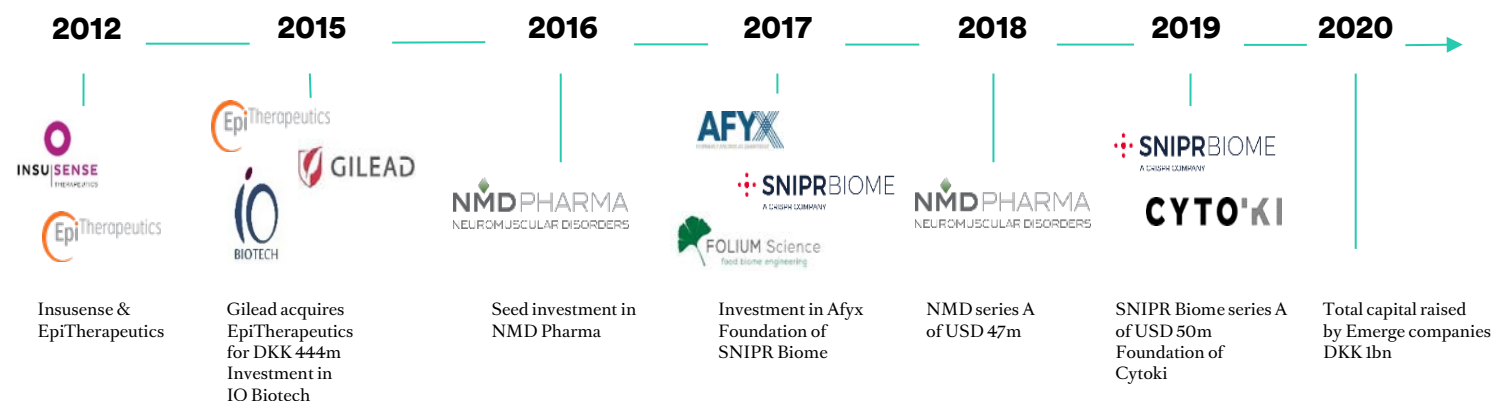 2012
2015
2016
2017
2018
2019
2020
INSUSENSE
THERAPEUTICS
EpiTherapeutics
EpiTherapeutics
GILEAD
iO
BIOTECH
NMDPHARMA
NEUROMUSCULAR DISORDERS
AFYX
SNIPRBIOME
A CRISPR COMPANY
FOLIUM Science
food biome engineering
NMDPHARMA
NEUROMUSCULAR DISORDERS
SNIPRBIOME
A CRISPR COMPANY
CYTO'KI
Insusense &
EpiTherapeutics
Gilead acquires
EpiTherapeutics
for DKK 444m
Investment in
IO Biotech
Seed investment in
NMD Pharma
Investment in Afyx
Foundation of
SNIPR Biome
NMD series A
of USD 47m
SNIPR Biome series A
of USD 50m
Foundation of
Cytoki
Total capital raised
by Emerge companies
DKK 1bn